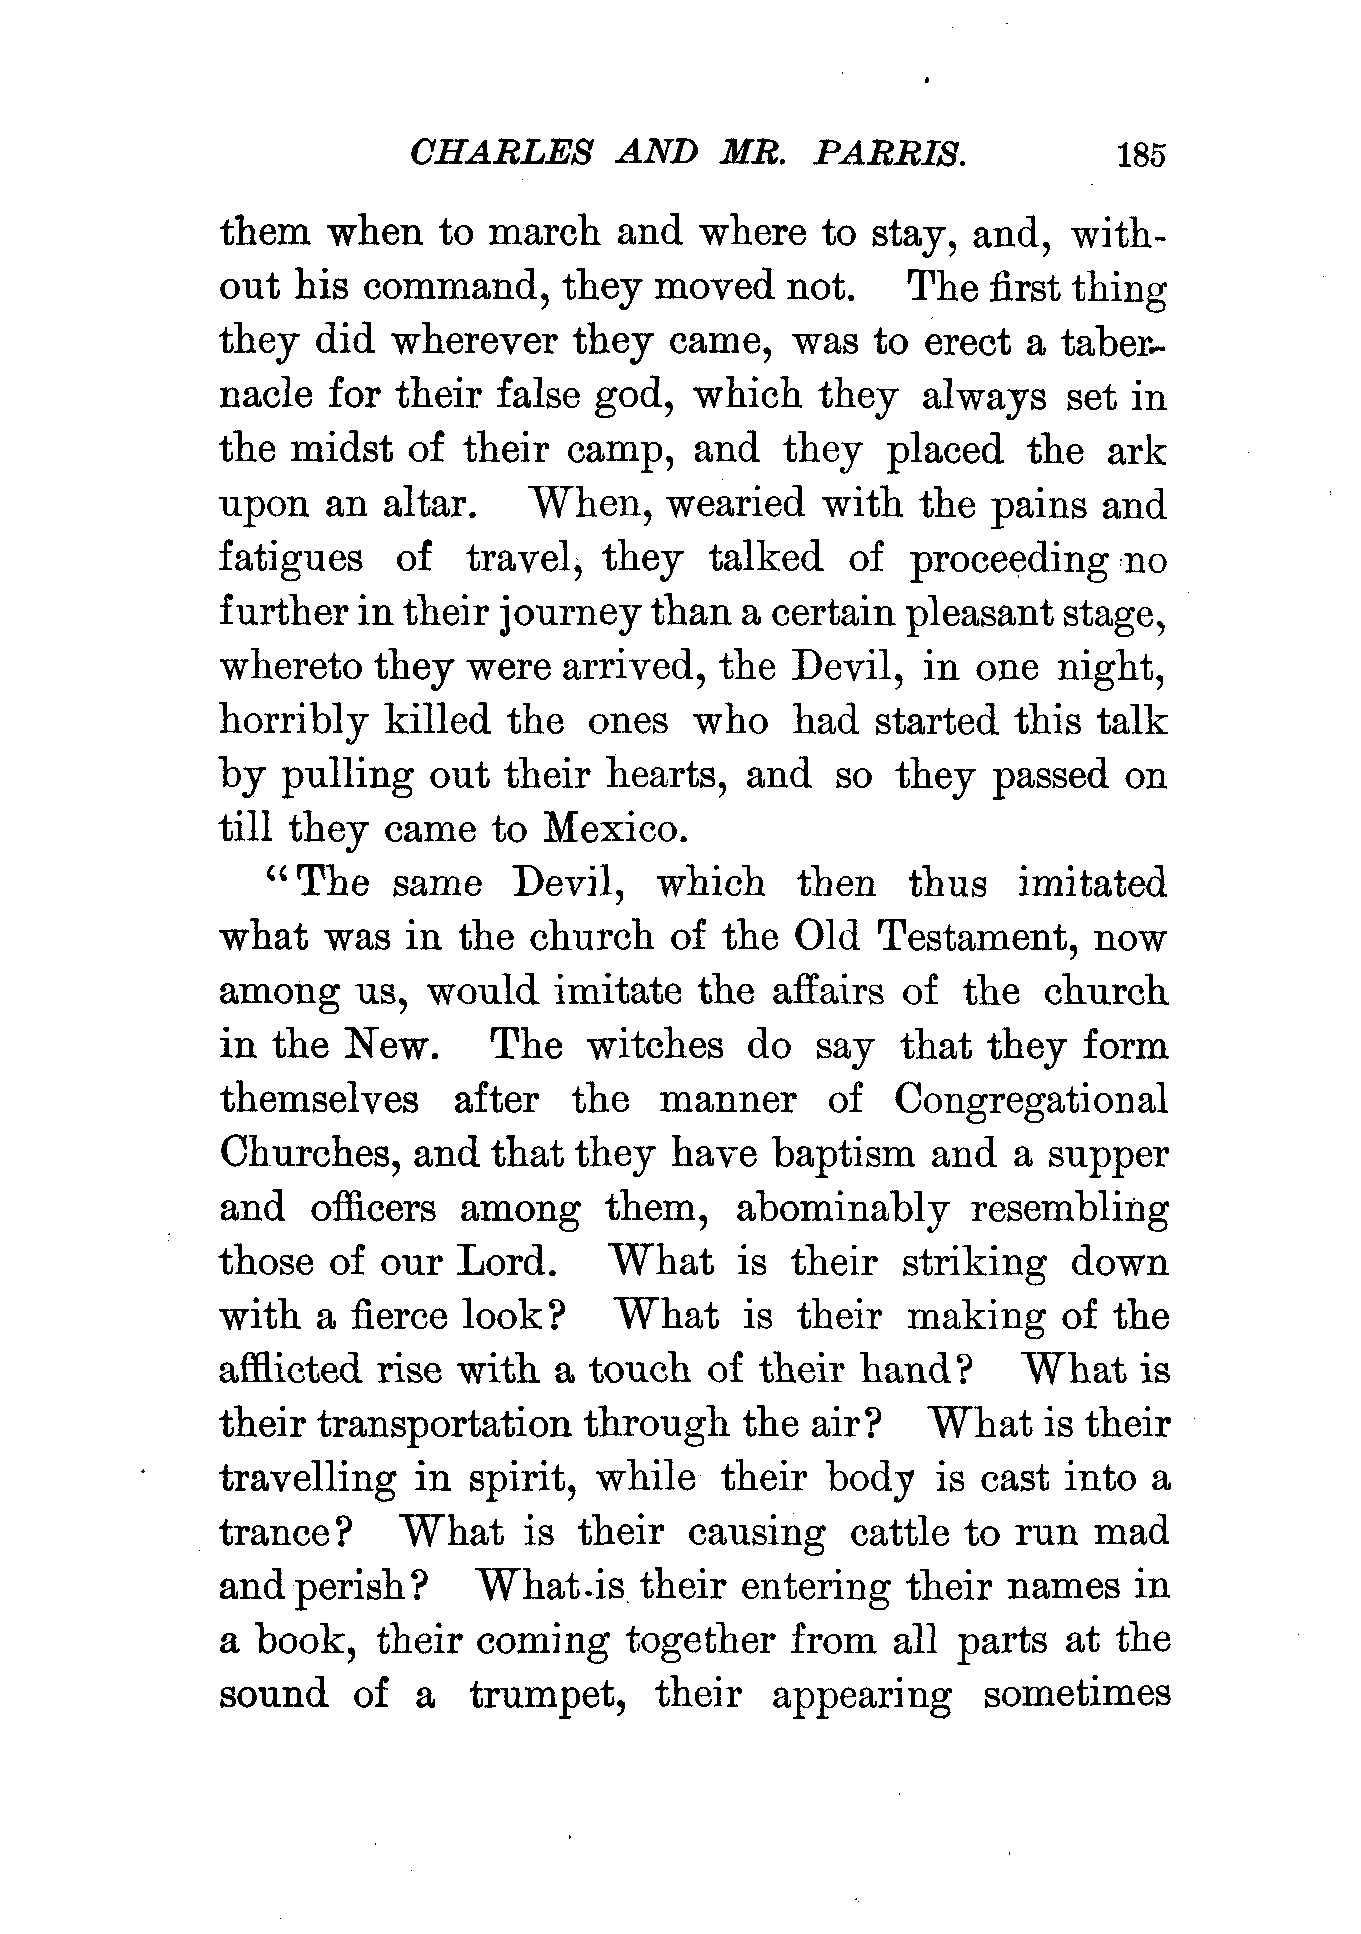 CHARLES AND MR. PARRIS. 185
them when to march and where to stay, and, with-
out his command, they moved not. The first thing
they did wherever they came, was to erect a taber-
nacle for their false god, which they always set in
the midst of their camp, and they placed the ark
upon an altar. When, wearied with the pains and
fatigues of travel, they talked of proceeding no
further in their journey than a certain pleasant stage,
whereto they were arrived, the Devil, in one night,
horribly killed the ones who had started this talk
by pulling out their hearts, and so they passed on
till they came to Mexico.
"The same Devil, which then thus imitated
what was in the church of the Old Testament, now
among us, would imitate the affairs of the church
in the New. The witches do say that they form
themselves after the manner of Congregational
Churches, and that they have baptism and a supper
and officers among them, abominably resembling
those of our Lord. What is their striking down
with a fierce look? What is their making of the
afflicted rise with a touch of their hand? What is
their transportation through the air? What is their
travelling in spirit, while their body is cast into a
trance? What is their causing cattle to run mad
and perish? What is their entering their names in
a book, their coming together from all parts at the
sound of a trumpet, their appearing sometimes